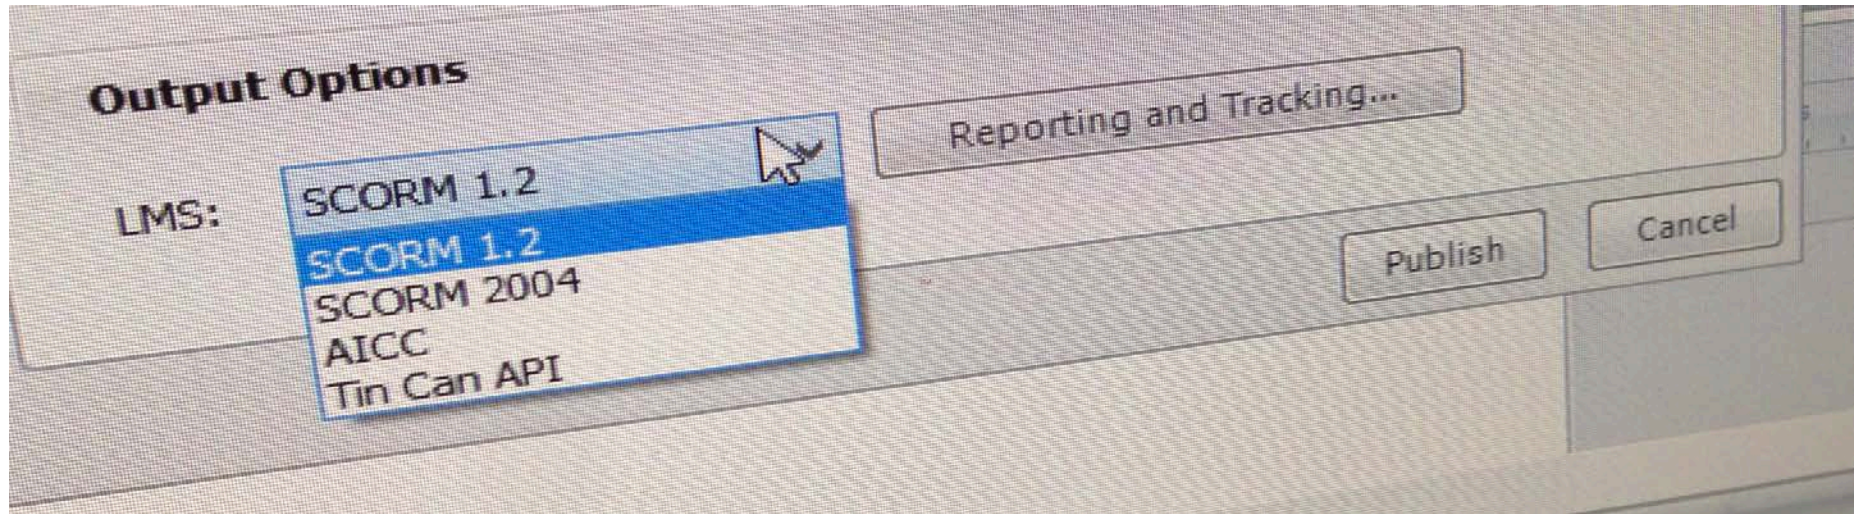 Output Options
LMS:
SCORM 1.2
Reporting and Tracking...
SCORM 1.2
SCORM 2004
AICC
Tin Can API
Publish
Cancel